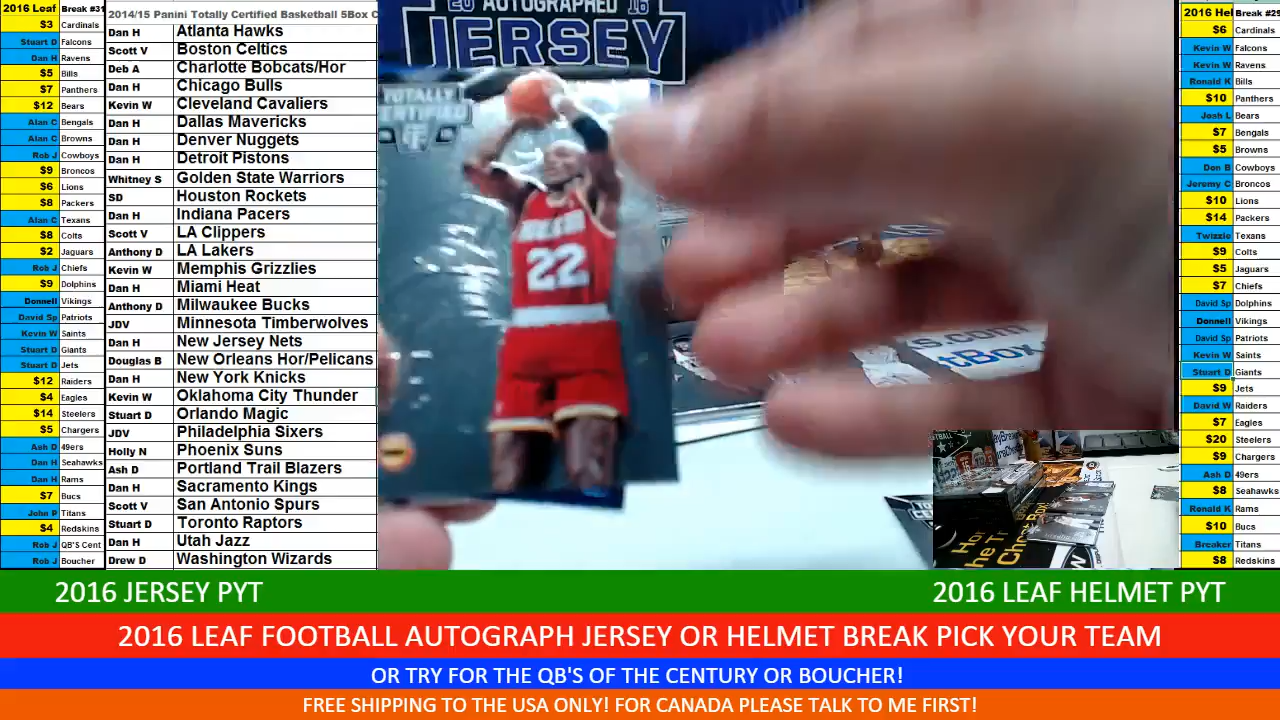 2016 Leaf Break #31
$3 Cardinals
Stuart D Falcons
Dan H Ravens
$5 Bills
$7 Panthers
$12 Bears
Alan C Bengals
Alan C Browns
Rob J Cowboys
$9 Broncos
$6 Lions
$8 Packers
Alan C Texans
$8 Colts
$2 Jaguars
Rob J Chiefs
$9 Dolphins
Donnell Vikings
David Sp Patriots
Kevin W Saints
Stuart D Giants
Stuart D Jets
$12 Raiders
$4 Eagles
$14 Steelers
$5 Chargers
Ash D 49ers
Dan H Seahawks
Dan H Rams
$7 Bucs
John P Titans
$4 Redskins
Rob J QB'S Cent
Rob J Boucher
2014/15 Panini Totally Certified Basketball 5Box C
Dan H Atlanta Hawks
Scott V Boston Celtics
Deb A Charlotte Bobcats/Hor
Dan H Chicago Bulls
Kevin W Cleveland Cavaliers
Dan H Dallas Mavericks
Dan H Denver Nuggets
Dan H Detroit Pistons
Whitney S Golden State Warriors
SD Houston Rockets
Dan H Indiana Pacers
Scott V LA Clippers
Anthony D LA Lakers
Kevin W Memphis Grizzlies
Dan H Miami Heat
Anthony D Milwaukee Bucks
JDV Minnesota Timberwolves
Dan H New Jersey Nets
Douglas B New Orleans Hor/Pelicans
Dan H New York Knicks
Kevin W Oklahoma City Thunder
Stuart D Orlando Magic
JDV Philadelphia Sixers
Holly N Phoenix Suns
Ash D Portland Trail Blazers
Dan H Sacramento Kings
Scott V San Antonio Spurs
Stuart D Toronto Raptors
Dan H Utah Jazz
Drew D Washington Wizards
20 AUTOGRAPHED 16
JERSEY
TOTALLY
CERTIFIED
22
s.com
tBox
2016 Hel Break #29
$6 Cardinals
Kevin W Falcons
Kevin W Ravens
Ronald K Bills
$10 Panthers
Josh L Bears
$7 Bengals
$5 Browns
Don B Cowboys
Jeremy C Broncos
$10 Lions
$14 Packers
Twizzle Texans
$9 Colts
$5 Jaguars
$7 Chiefs
David Sp Dolphins
Donnell Vikings
David Sp Patriots
Kevin W Saints
Stuart D Giants
$9 Jets
David W Raiders
$7 Eagles
$20 Steelers
$9 Chargers
Ash D 49ers
$8 Seahawks
Ronald K Rams
$10 Bucs
Breaker Titans
$8 Redskins
2016 JERSEY PYT
2016 LEAF HELMET PYT
2016 LEAF FOOTBALL AUTOGRAPH JERSEY OR HELMET BREAK PICK YOUR TEAM
OR TRY FOR THE QB'S OF THE CENTURY OR BOUCHER!
FREE SHIPPING TO THE USA ONLY! FOR CANADA PLEASE TALK TO ME FIRST!